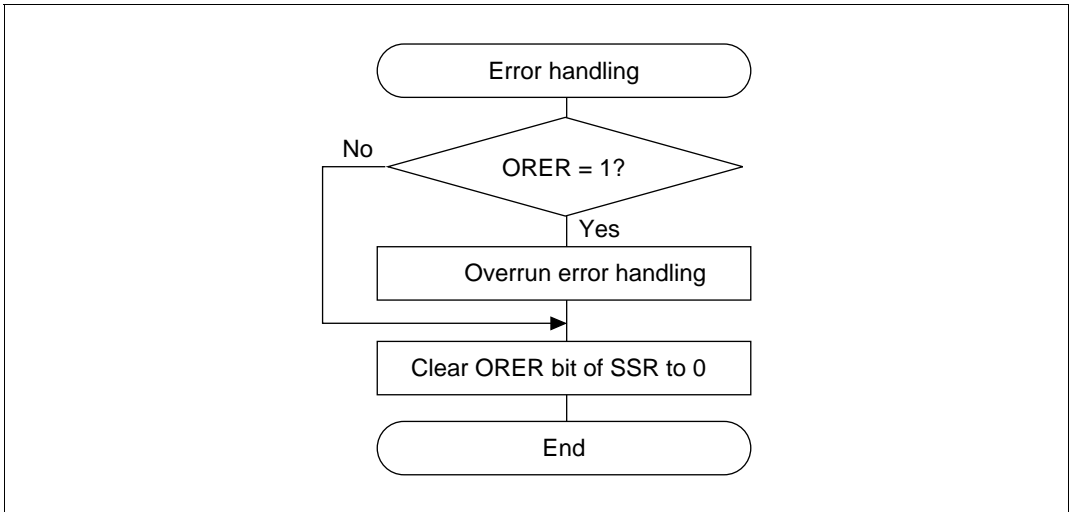 Error handling
No
ORER = 1?
Yes
Overrun error handling
Clear ORER bit of SSR to 0
End